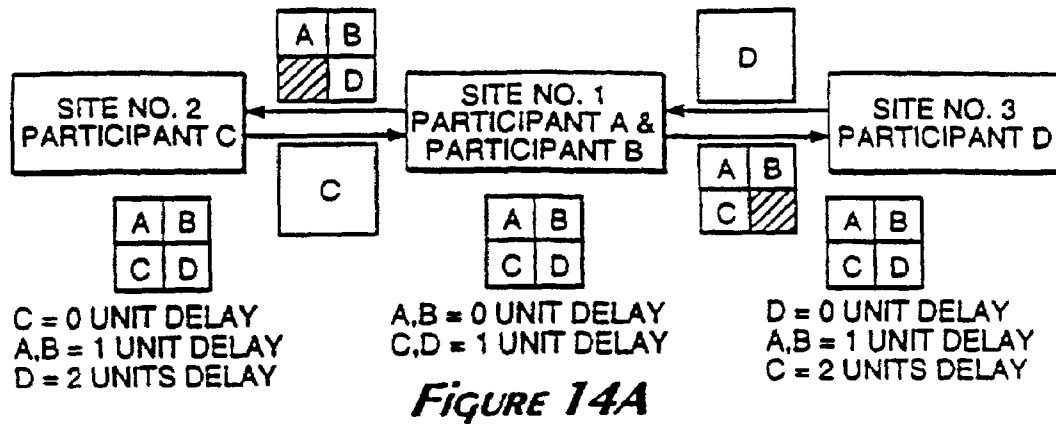 A B
D
SITE NO. 2
PARTICIPANT C
SITE NO. 1
PARTICIPANT A &
PARTICIPANT B
D
SITE NO. 3
PARTICIPANT D
C
A B
C
A B
C D
C = 0 UNIT DELAY
A,B = 1 UNIT DELAY
D = 2 UNITS DELAY
A B
C D
A,B = 0 UNIT DELAY
C,D = 1 UNIT DELAY
A B
C D
D = 0 UNIT DELAY
A,B = 1 UNIT DELAY
C = 2 UNITS DELAY
FIGURE 14A